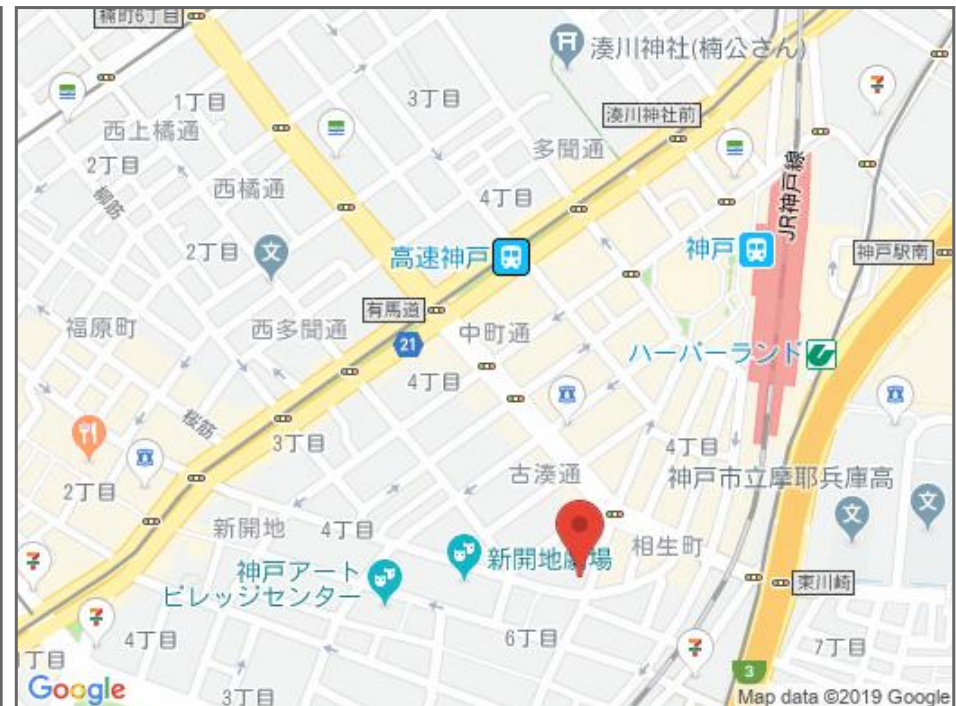 楠町6丁目
湊川神社(楠公さん)
1丁目
3丁目
湊川神社前
西上橘通
多聞通
2丁目
JR神戸線
柳筋
西橘通
4丁目
2丁目
文
高速神戸
神戸
神戸駅南
有馬道
福原町
西多聞通
中町通
21
ハーバーランド
4丁目
桜筋
3丁目
4丁目
古湊通
神戸市立摩耶兵庫高
2丁目
文
文
新開地
4丁目
相生町
新開地劇場
神戸アート
ビレッジセンター
東川崎
4丁目
6丁目
7丁目
丁目
3
Google
3丁目
Map data ©2019 Google